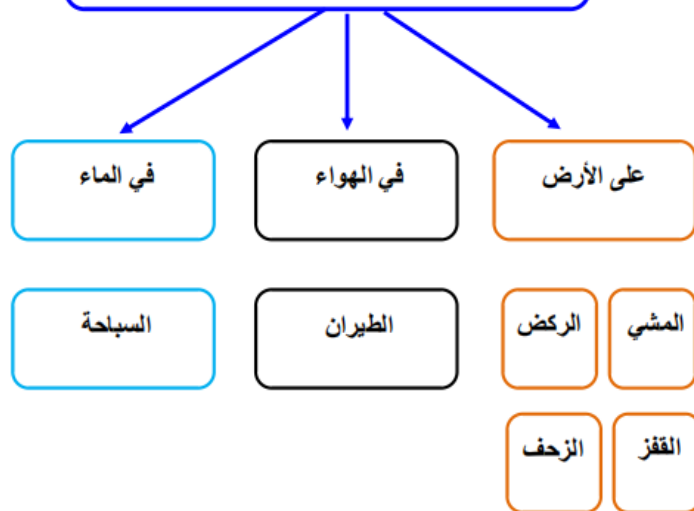 على الأرض
في الهواء
في الماء
المشي
الركض
الطيران
السباحة
القفز
الزحف